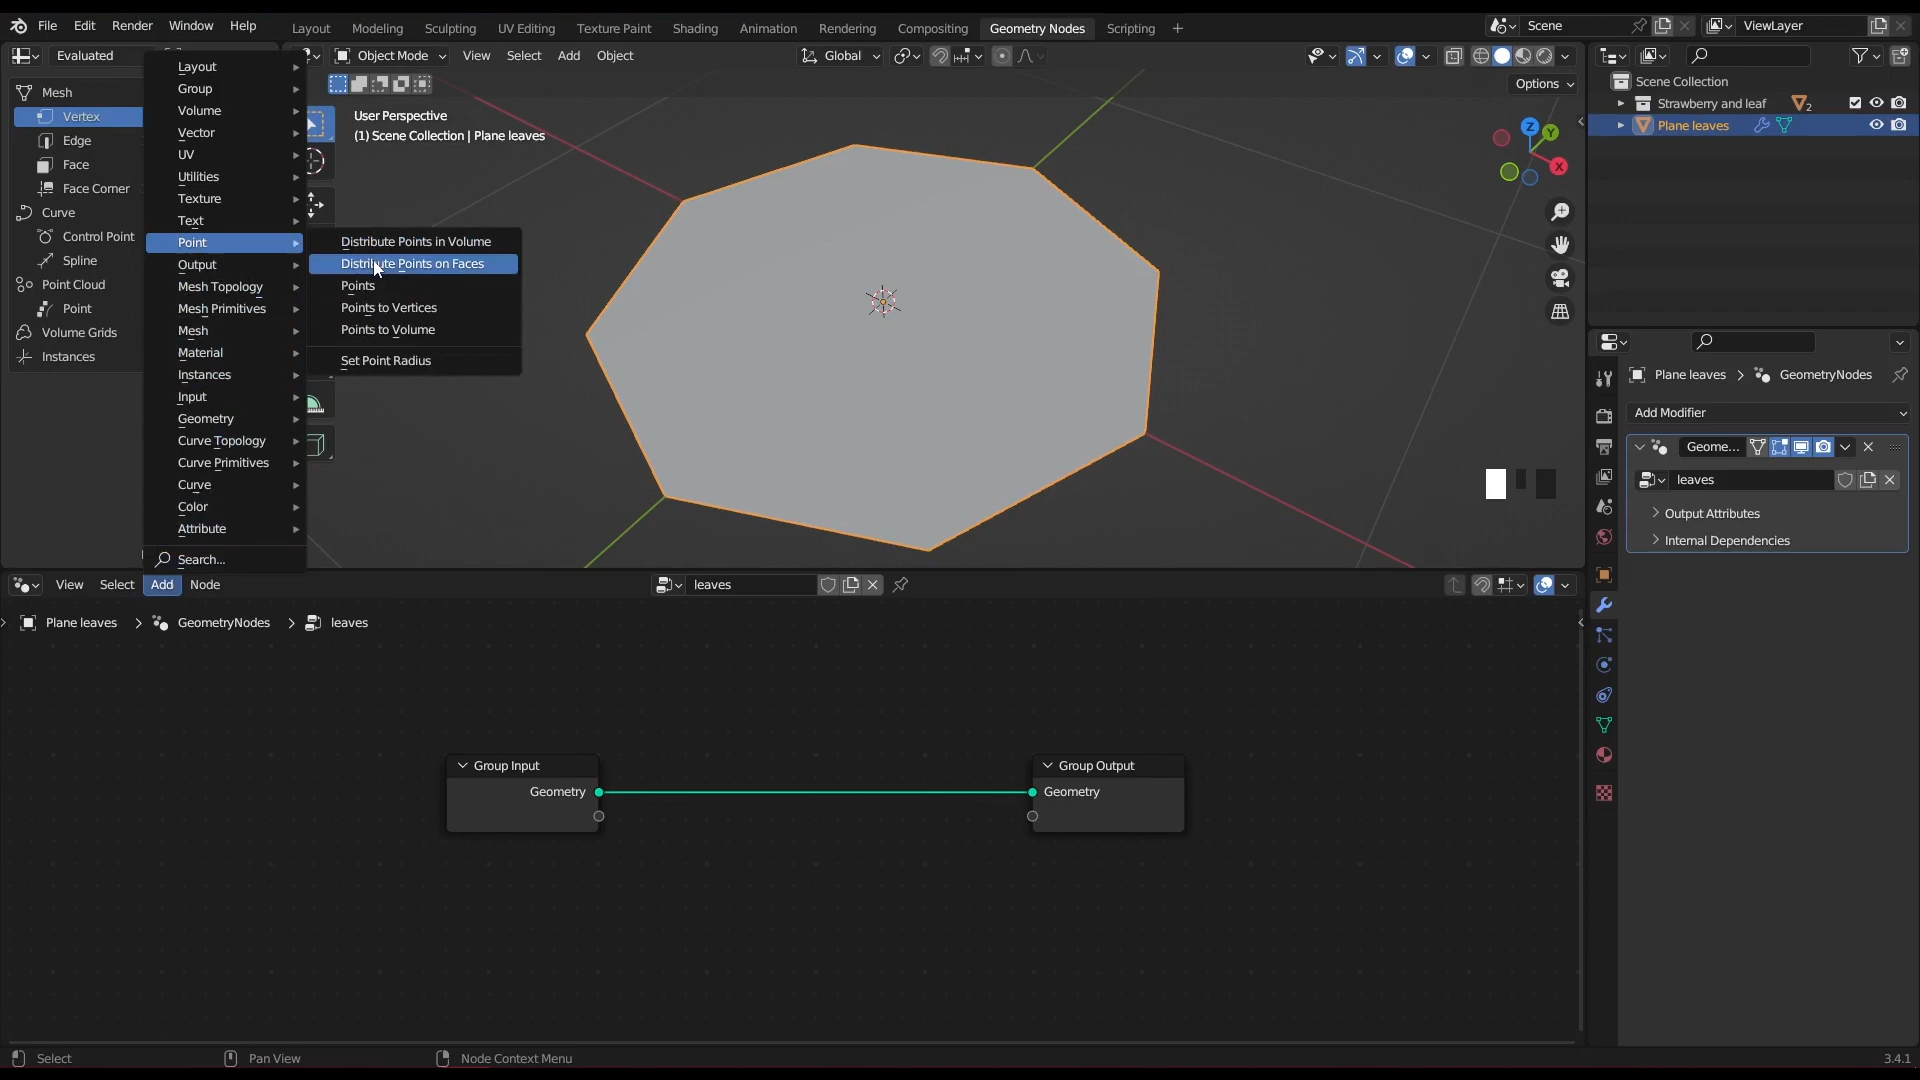 File Edit Render Window Help Layout Modeling Sculpting UV Editing Texture Paint Shading Animation Rendering Compositing Geometry Nodes Scripting + Scene ViewLayer
Evaluated Object Mode View Select Add Object Global
Options
Mesh
Vertex
Edge
Face
Face Corner
Curve
Control Point
Spline
Point Cloud
Point
Volume Grids
Instances
Layout
Group
Volume
Vector
UV
Utilities
Texture
Text
Point
Output
Mesh Topology
Mesh Primitives
Mesh
Material
Instances
Input
Geometry
Curve Topology
Curve Primitives
Curve
Color
Attribute
Search...
Distribute Points in Volume
Distribute Points on Faces
Points
Points to Vertices
Points to Volume
Set Point Radius
User Perspective
(1) Scene Collection | Plane leaves
Z
Y
X
Scene Collection
Strawberry and leaf 2
Plane leaves
Plane leaves > GeometryNodes
Add Modifier
Geome...
leaves
> Output Attributes
> Internal Dependencies
View Select Add Node leaves
Plane leaves > GeometryNodes > leaves
Group Input
Geometry
Group Output
Geometry
Select Pan View Node Context Menu 3.4.1